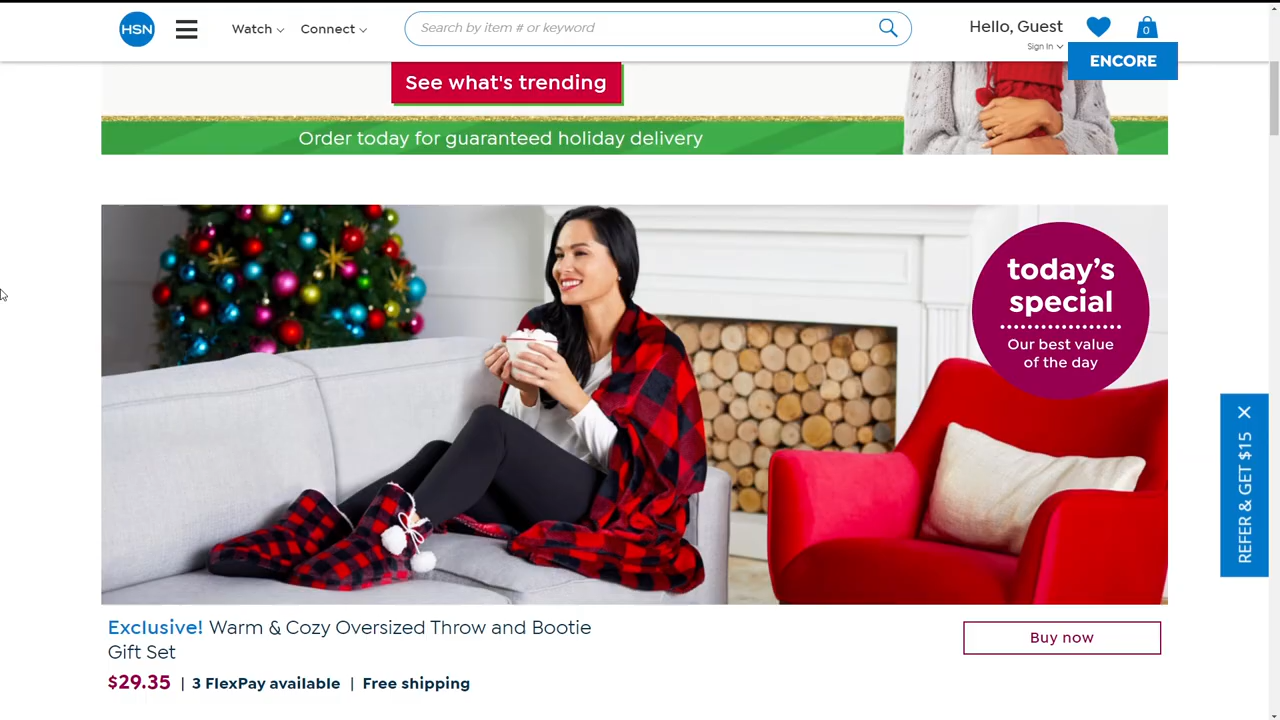 HSN
Watch
Connect
Search by item # or keyword
Hello, Guest
Sign In
0
ENCORE
See what's trending
Order today for guaranteed holiday delivery
today's
special
Our best value
of the day
REFER & GET $15
Exclusive! Warm & Cozy Oversized Throw and Bootie
Gift Set
Buy now
$29.35 | 3 FlexPay available | Free shipping